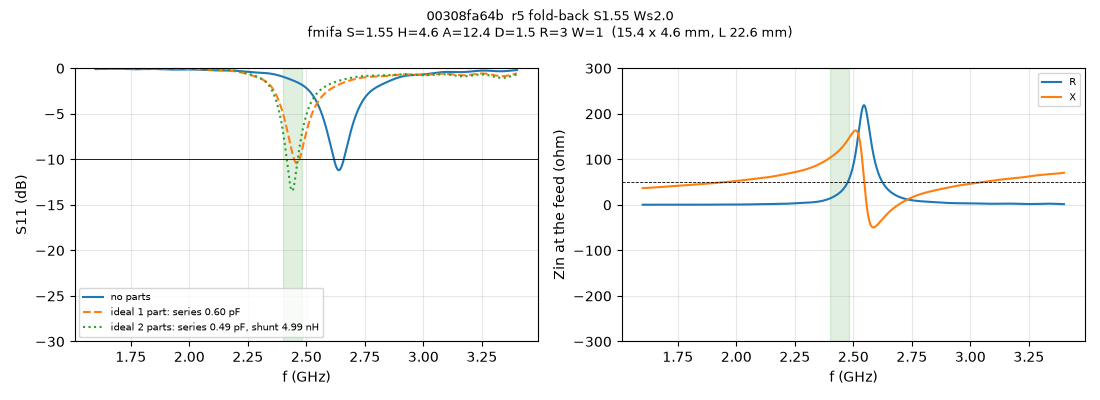 00308fa64b  r5 fold-back S1.55 Ws2.0
fmifa S=1.55 H=4.6 A=12.4 D=1.5 R=3 W=1  (15.4 x 4.6 mm, L 22.6 mm)
S11 (dB)
0
−5
−10
−15
−20
−25
−30
no parts
ideal 1 part: series 0.60 pF
ideal 2 parts: series 0.49 pF, shunt 4.99 nH
1.75 2.00 2.25 2.50 2.75 3.00 3.25
f (GHz)
Zin at the feed (ohm)
300
200
100
0
−100
−200
−300
R
X
1.75 2.00 2.25 2.50 2.75 3.00 3.25
f (GHz)